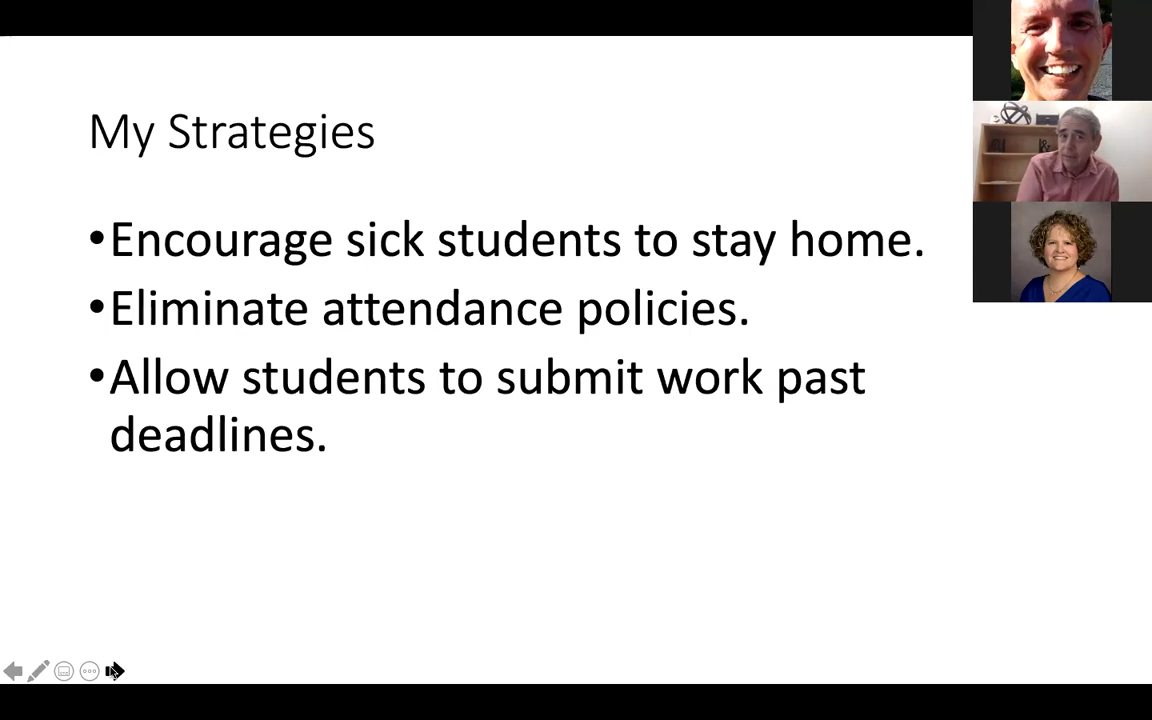 My Strategies
•Encourage sick students to stay home.
•Eliminate attendance policies.
•Allow students to submit work past
deadlines.